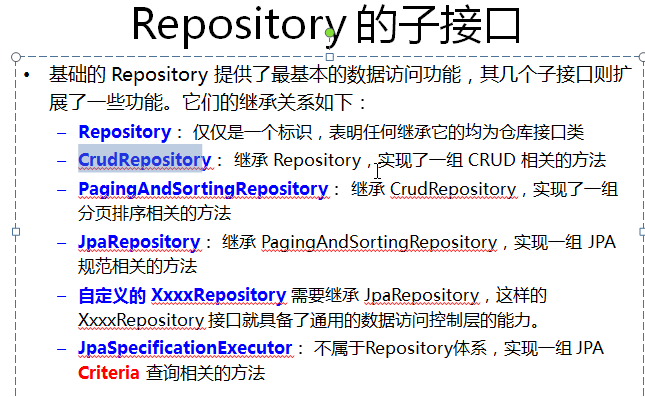 Repository 的子接口
• 基础的 Repository 提供了最基本的数据访问功能，其几个子接口则扩
展了一些功能。它们的继承关系如下：
– Repository： 仅仅是一个标识，表明任何继承它的均为仓库接口类
– CrudRepository： 继承 Repository，实现了一组 CRUD 相关的方法
– PagingAndSortingRepository： 继承 CrudRepository，实现了一组
分页排序相关的方法
– JpaRepository： 继承 PagingAndSortingRepository，实现一组 JPA
规范相关的方法
– 自定义的 XxxxRepository 需要继承 JpaRepository，这样的
XxxxRepository 接口就具备了通用的数据访问控制层的能力。
– JpaSpecificationExecutor： 不属于Repository体系，实现一组 JPA
Criteria 查询相关的方法